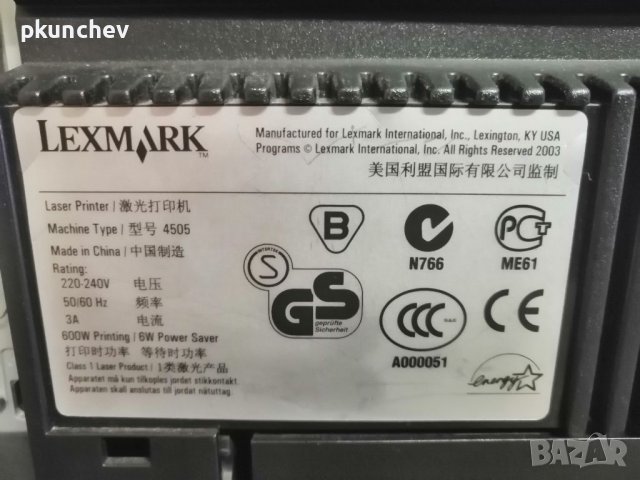 pkunchev
LEXMARK™
Manufactured for Lexmark International, Inc., Lexington, KY USA
Programs © Lexmark International, Inc. All Rights Reserved 2003
美国利盟国际有限公司监制
Laser Printer / 激光打印机
Machine Type / 型号 4505
Made in China / 中国制造
Rating:
220-240V 电压
50/60 Hz 频率
3A 电流
600W Printing / 6W Power Saver
打印时功率 等待时功率
Class 1 Laser Product / 1类激光产品
Apparatet må kun tilkoples jordet stikkontakt.
Apparaten skall anslutas till jordat nätuttag.
B
N766
PCT
ME61
S
GS
geprüfte
Sicherheit
CCC
A000051
CE
energy
BAZAR